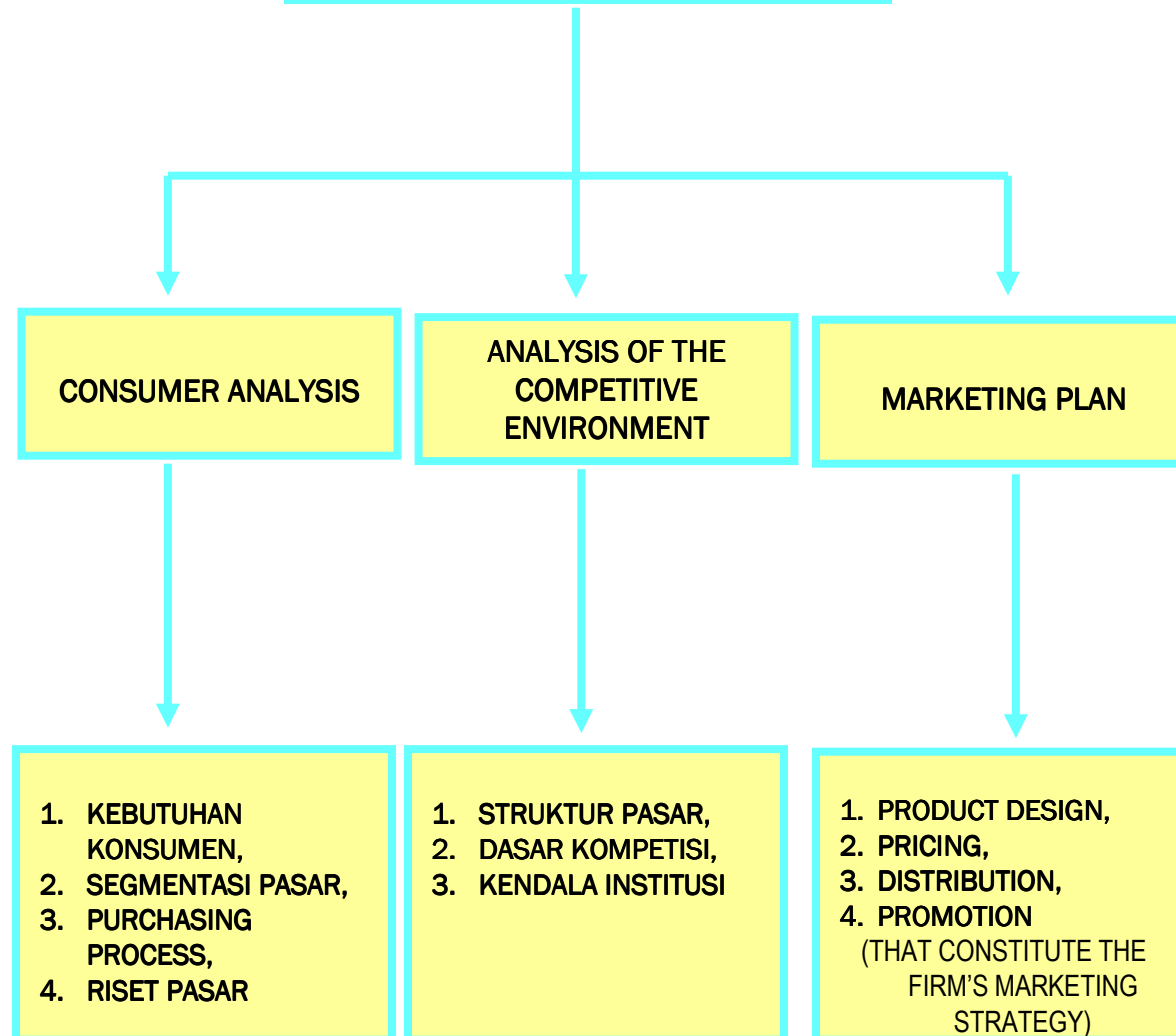 CONSUMER ANALYSIS
ANALYSIS OF THE
COMPETITIVE
ENVIRONMENT
MARKETING PLAN
1. KEBUTUHAN
KONSUMEN,
2. SEGMENTASI PASAR,
3. PURCHASING
PROCESS,
4. RISET PASAR
1. STRUKTUR PASAR,
2. DASAR KOMPETISI,
3. KENDALA INSTITUSI
1. PRODUCT DESIGN,
2. PRICING,
3. DISTRIBUTION,
4. PROMOTION
(THAT CONSTITUTE THE
FIRM'S MARKETING
STRATEGY)